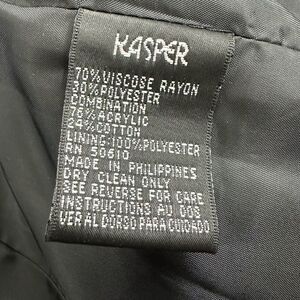 KASPER
70% VISCOSE RAYON
30% POLYESTER
COMBINATION
76% ACRYLIC
24% COTTON
LINING: 100% POLYESTER
RN 50610
MADE IN PHILIPPINES
DRY CLEAN ONLY
SEE REVERSE FOR CARE
INSTRUCTIONS AU DOS
VER AL DORSO PARA CUIDADO